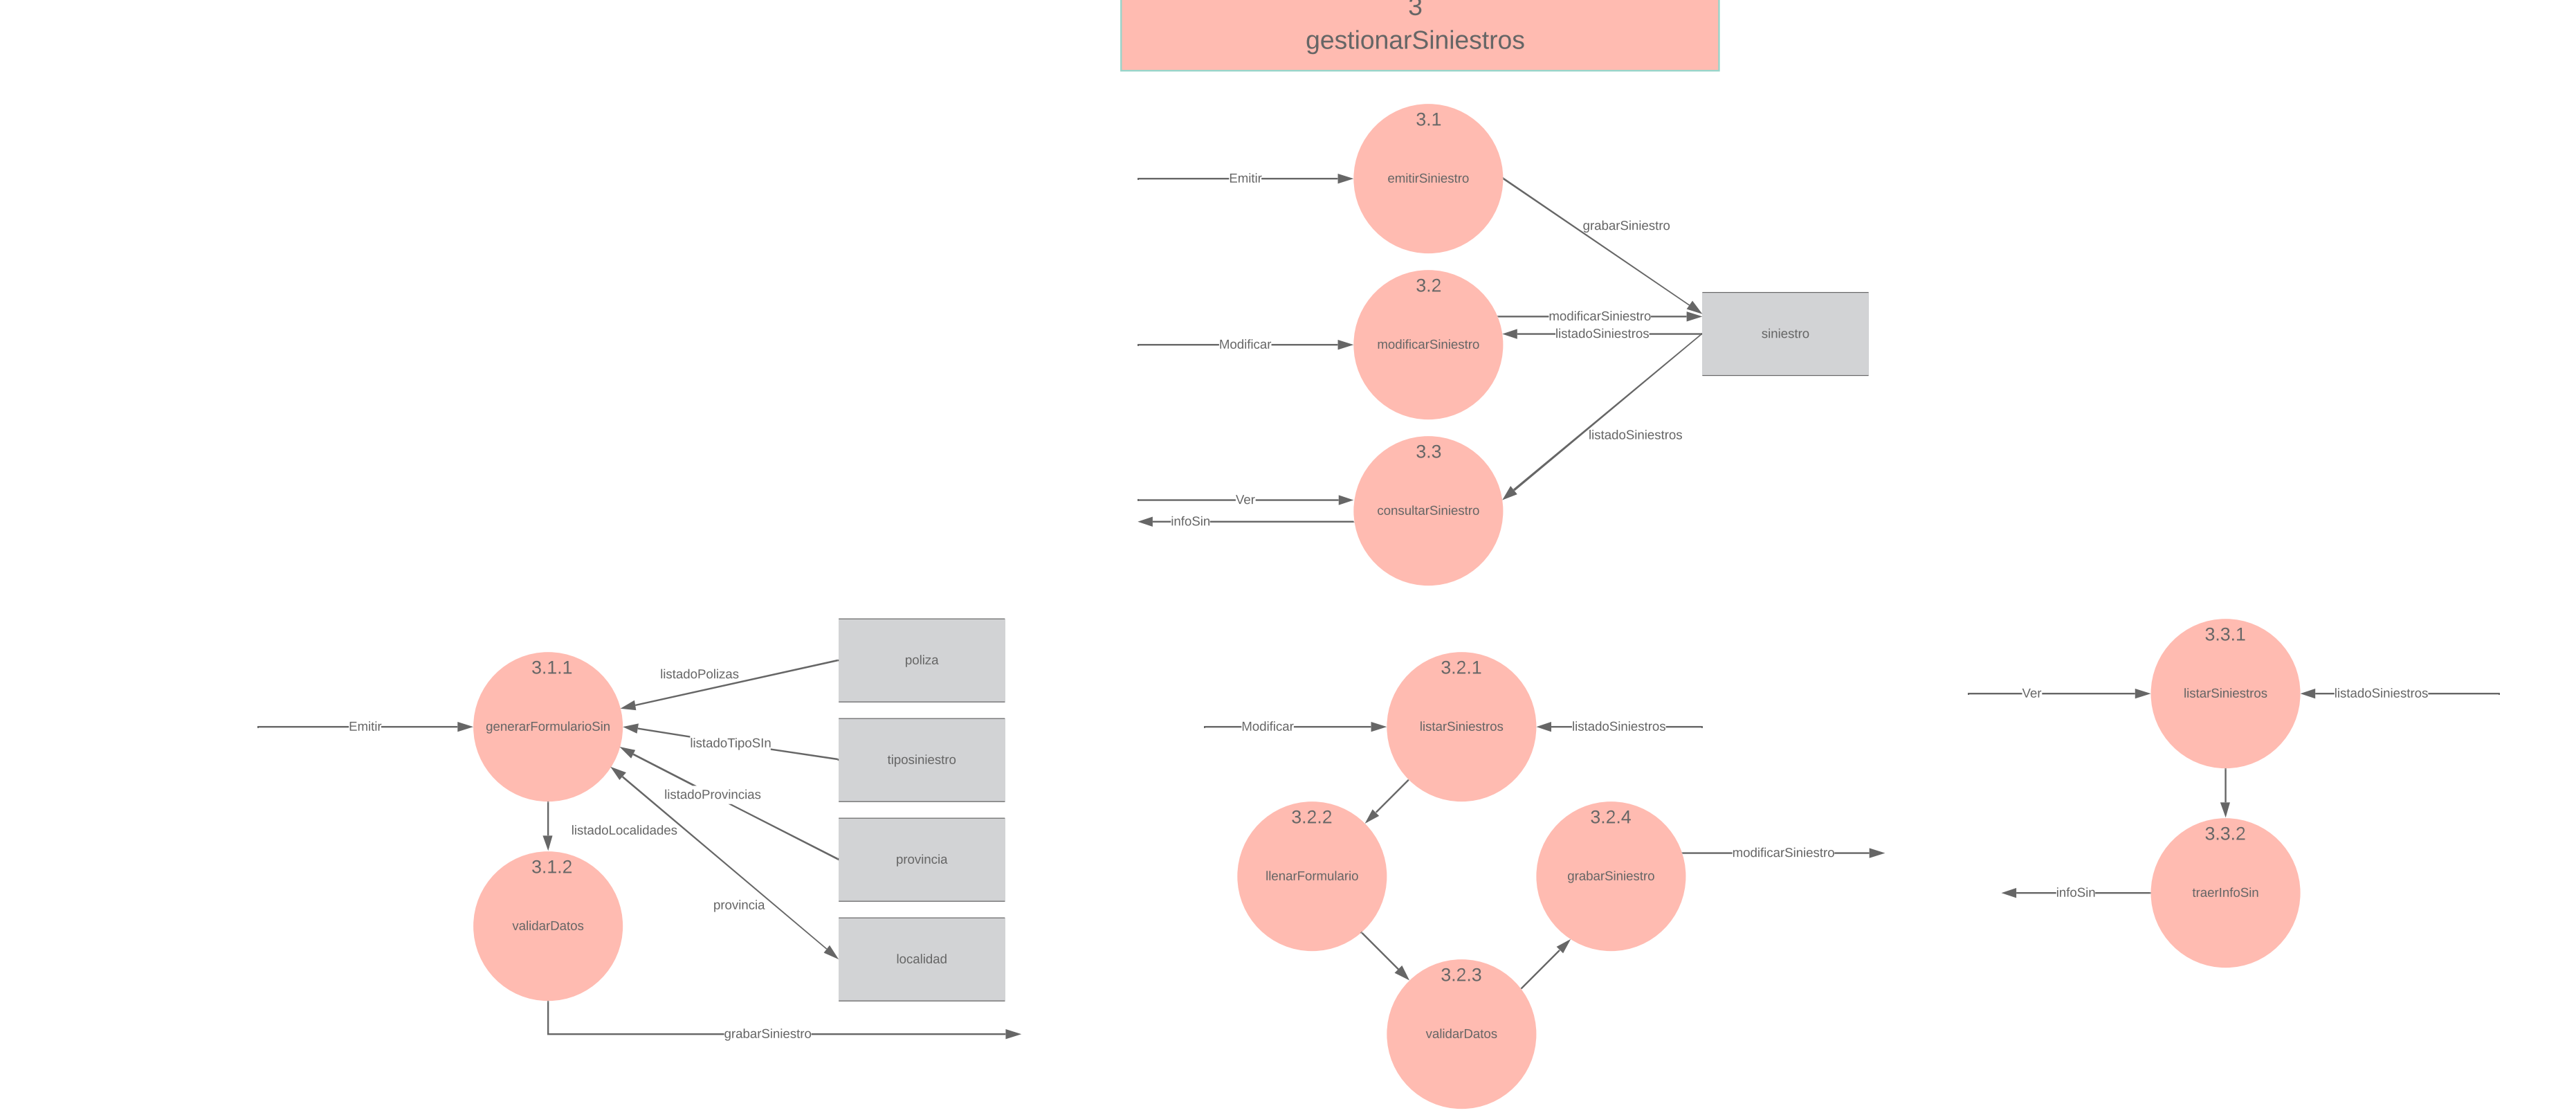 3
gestionarSiniestros
3.1
emitirSiniestro
Emitir
grabarSiniestro
3.2
modificarSiniestro
Modificar
modificarSiniestro
listadoSiniestros
siniestro
listadoSiniestros
3.3
consultarSiniestro
Ver
infoSin
3.1.1
generarFormularioSin
Emitir
listadoPolizas
poliza
listadoTipoSIn
tiposiniestro
listadoProvincias
provincia
listadoLocalidades
provincia
localidad
3.1.2
validarDatos
grabarSiniestro
3.2.1
listarSiniestros
Modificar
listadoSiniestros
3.2.2
llenarFormulario
3.2.4
grabarSiniestro
modificarSiniestro
3.2.3
validarDatos
3.3.1
listarSiniestros
Ver
listadoSiniestros
3.3.2
traerInfoSin
infoSin